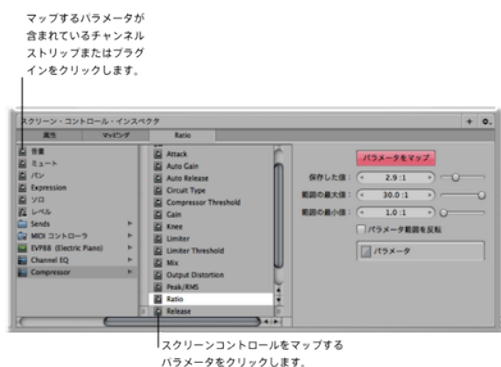 マップするパラメータが
含まれているチャンネル
ストリップまたはプラグ
インをクリックします。
スクリーン・コントロール・インスペクタ
属性 マッピング Ratio
音量
ミュート
パン
Expression
ソロ
レベル
Sends
MIDI コントローラ
EVP88 (Electric Piano)
Channel EQ
Compressor
Attack
Auto Gain
Auto Release
Circuit Type
Compressor Threshold
Gain
Knee
Limiter
Limiter Threshold
Mix
Output Distortion
Peak/RMS
Ratio
Release
パラメータをマップ
保存した値： 2.9 :1
範囲の最大値： 30.0 :1
範囲の最小値： 1.0 :1
パラメータ範囲を反転
パラメータ
スクリーンコントロールをマップする
パラメータをクリックします。